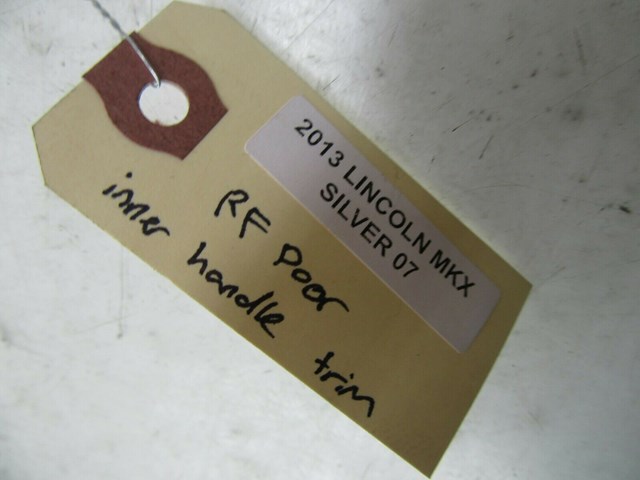 2013 LINCOLN MKX
SILVER 07
RF Door
inner handle trim